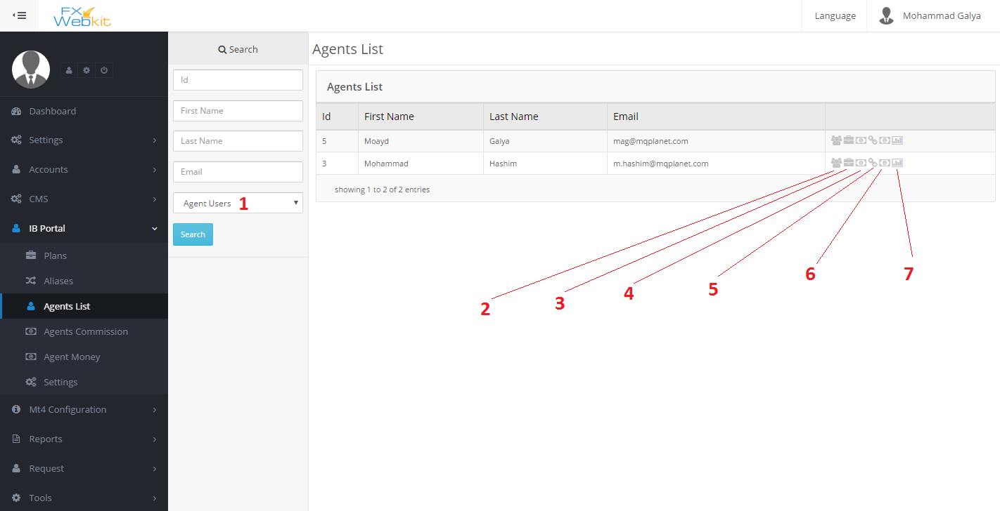 FX
Webkit
Language
Mohammad Galya
Dashboard
Settings
Accounts
CMS
IB Portal
Plans
Aliases
Agents List
Agents Commission
Agent Money
Settings
Mt4 Configuration
Reports
Request
Tools
Search
Id
First Name
Last Name
Email
Agent Users 1
Search
Agents List
Agents List
Id First Name Last Name Email
5 Moayd Galya mag@mqplanet.com
3 Mohammad Hashim m.hashim@mqplanet.com
showing 1 to 2 of 2 entries
2
3
4
5
6
7